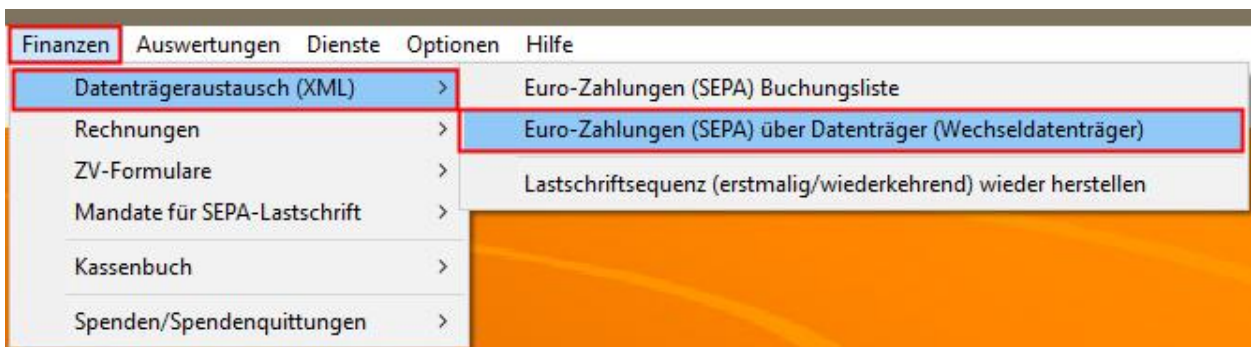 Finanzen Auswertungen Dienste Optionen Hilfe
Datenträgeraustausch (XML) >
Rechnungen >
ZV-Formulare >
Mandate für SEPA-Lastschrift >
Kassenbuch >
Spenden/Spendenquittungen >
Euro-Zahlungen (SEPA) Buchungsliste
Euro-Zahlungen (SEPA) über Datenträger (Wechseldatenträger)
Lastschriftsequenz (erstmalig/wiederkehrend) wieder herstellen